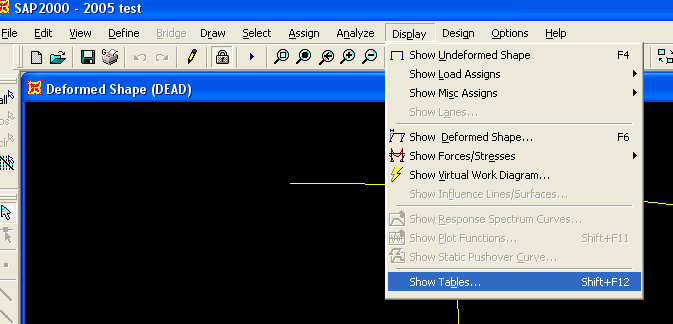 SAP2000 - 2005 test
File Edit View Define Bridge Draw Select Assign Analyze Display Design Options Help
Deformed Shape (DEAD)
Show Undeformed Shape F4
Show Load Assigns
Show Misc Assigns
Show Lanes...
Show Deformed Shape... F6
Show Forces/Stresses
Show Virtual Work Diagram...
Show Influence Lines/Surfaces...
Show Response Spectrum Curves...
Show Plot Functions... Shift+F11
Show Static Pushover Curve...
Show Tables... Shift+F12
all
clr